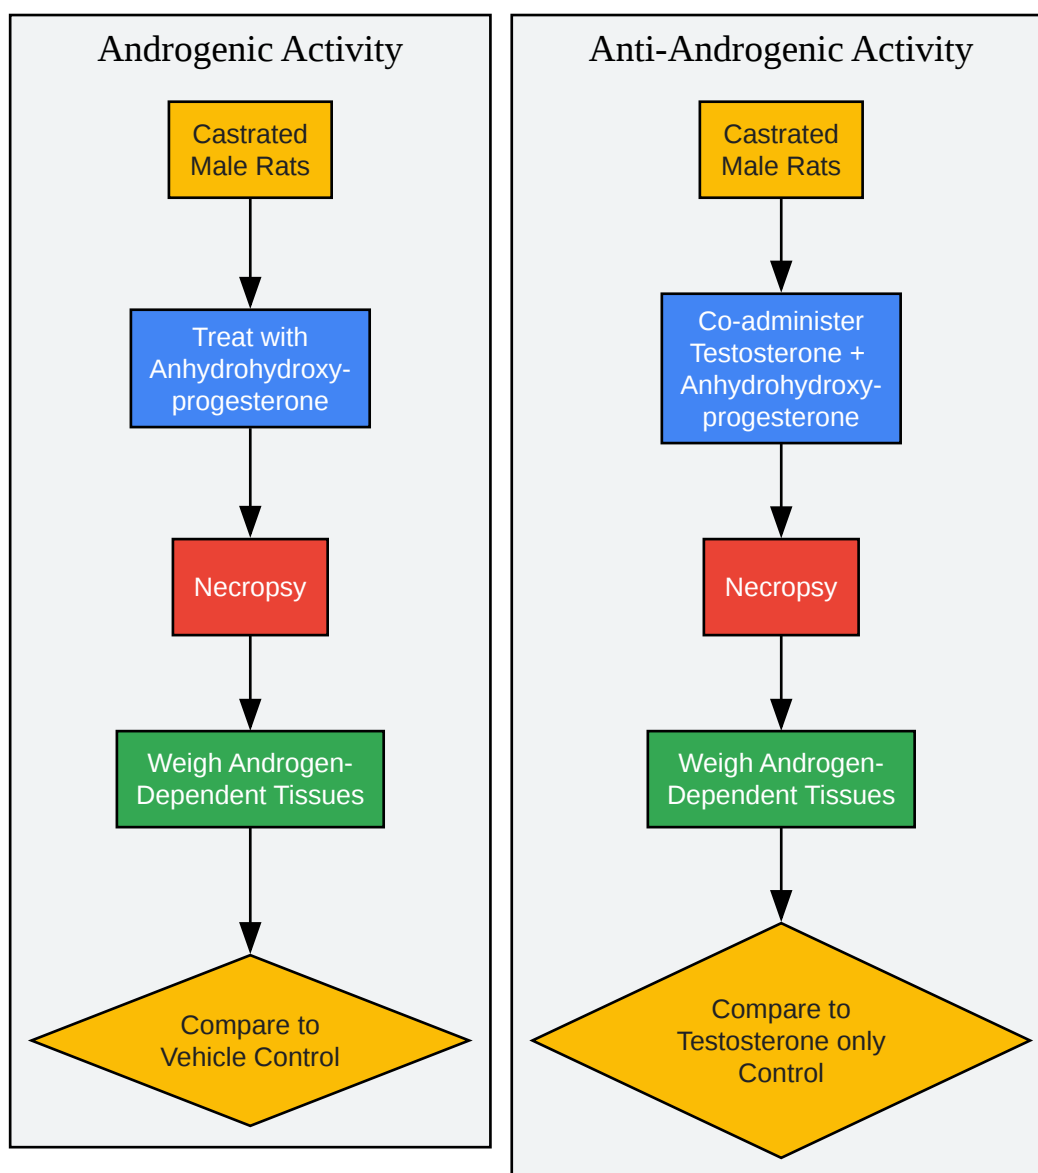 Androgenic Activity
Castrated
Male Rats
Treat with
Anhydrohydroxy-
progesterone
Necropsy
Weigh Androgen-
Dependent Tissues
Compare to
Vehicle Control
Anti-Androgenic Activity
Castrated
Male Rats
Co-administer
Testosterone +
Anhydrohydroxy-
progesterone
Necropsy
Weigh Androgen-
Dependent Tissues
Compare to
Testosterone only
Control